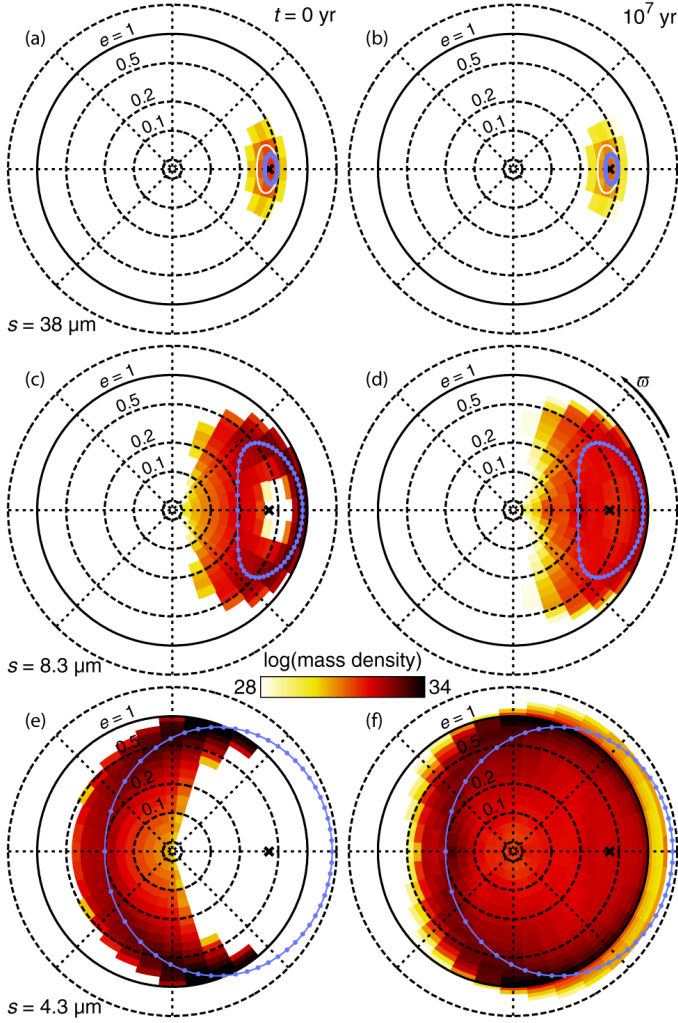 (a)
t = 0 yr
(b)
10⁷ yr
e = 1
0.5
0.2
0.1
e = 1
0.5
0.2
0.1
s = 38 µm
(c)
(d)
ϖ
e = 1
0.5
0.2
0.1
e = 1
0.5
0.2
0.1
s = 8.3 µm
log(mass density)
28
34
(e)
(f)
e = 1
0.5
0.2
0.1
e = 1
0.5
0.2
0.1
s = 4.3 µm